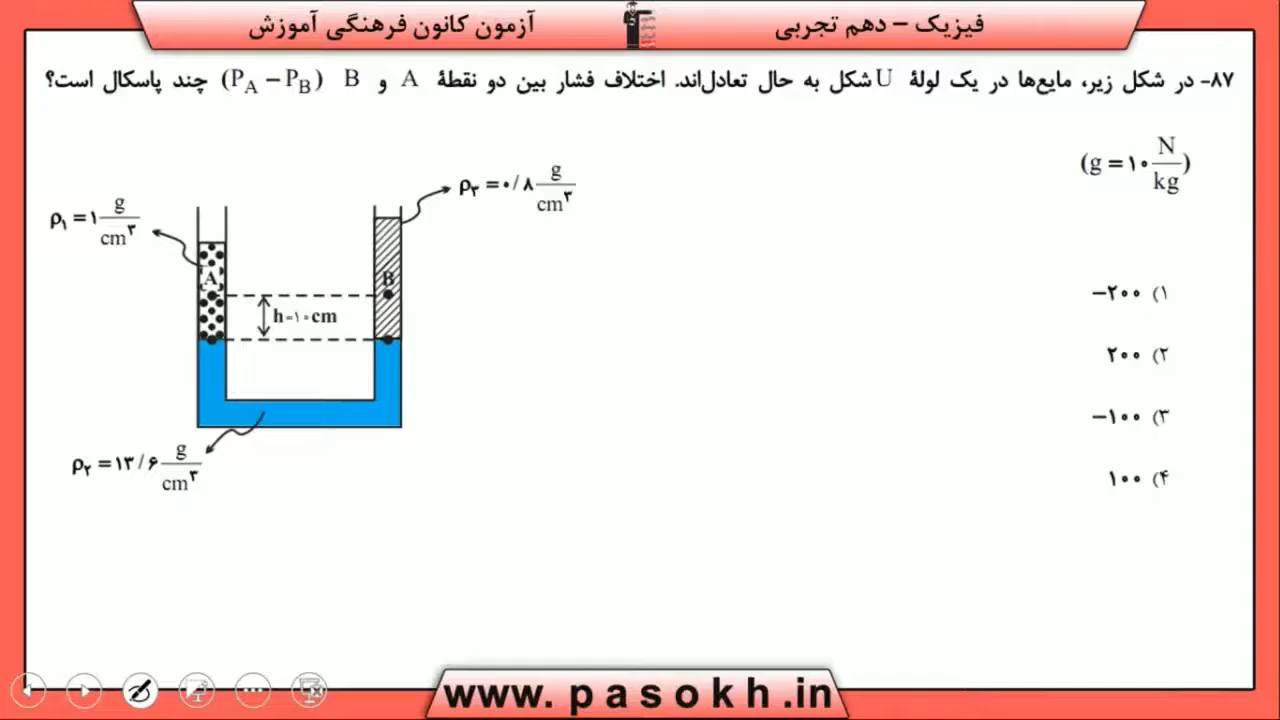 فیزیک – دهم تجربی
آزمون کانون فرهنگی آموزش
۸۷- در شکل زیر، مایع‌ها در یک لولهٔ U شکل به حال تعادل‌اند. اختلاف فشار بین دو نقطهٔ A و B (P_A – P_B) چند پاسکال است؟
(g = ۱۰ N/kg)
ρ₁ = ۱ g/cm³
ρ₃ = ۰/۸ g/cm³
A
B
h=۱۰cm
ρ₂ = ۱۳/۶ g/cm³
۱) −۲۰۰
۲) ۲۰۰
۳) −۱۰۰
۴) ۱۰۰
www.pasokh.in